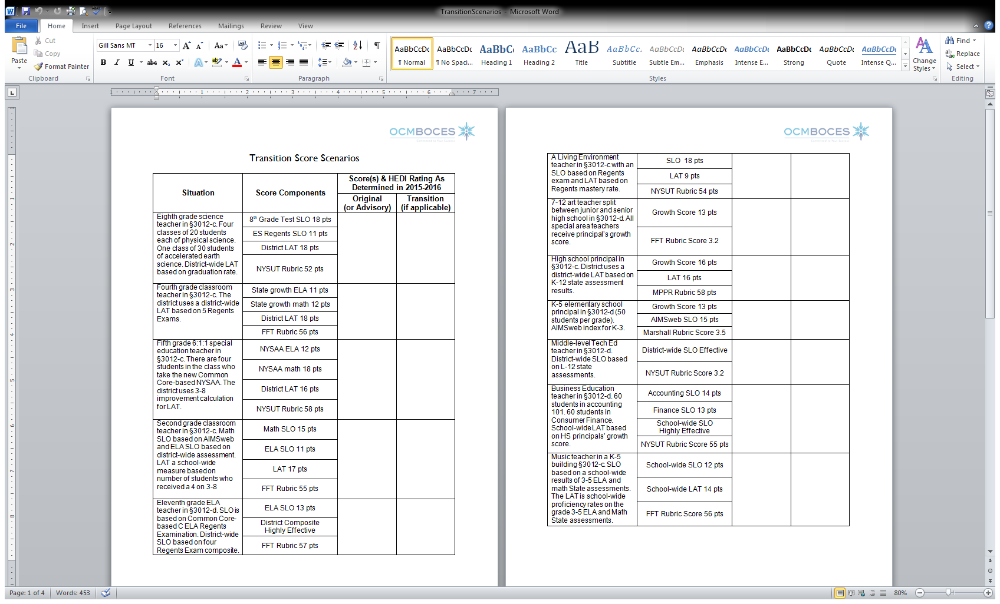 TransitionScenarios - Microsoft Word
File Home Insert Page Layout References Mailings Review View
Paste
Cut
Copy
Format Painter
Clipboard
Gill Sans MT 16
Font
Paragraph
AaBbCcDc AaBbCcDc AaBbC AaBbCc AaB AaBbCc. AaBbCcDc AaBbCcDc AaBbCcDc AaBbCcDc AaBbCcDc AaBbCcDc
¶ Normal ¶ No Spaci... Heading 1 Heading 2 Title Subtitle Subtle Em... Emphasis Intense E... Strong Quote Intense Q...
Styles
Change
Styles
Find
Replace
Select
Editing
OCMBOCES
Transition Score Scenarios
Situation
Score Components
Score(s) & HEDI Rating As
Determined in 2015-2016
Original
(or Advisory)
Transition
(if applicable)
Eighth grade science
teacher in §3012-c. Four
classes of 20 students
each of physical science.
One class of 30 students
of accelerated earth
science. District-wide LAT
based on graduation rate.
8th Grade Test SLO 18 pts
ES Regents SLO 11 pts
District LAT 18 pts
NYSUT Rubric 52 pts
Fourth grade classroom
teacher in §3012-c. The
district uses a district-wide
LAT based on 5 Regents
Exams.
State growth ELA 11 pts
State growth math 12 pts
District LAT 18 pts
FFT Rubric 56 pts
Fifth grade 6:1:1 special
education teacher in
§3012-c. There are four
students in the class who
take the new Common
Core-based NYSAA. The
district uses 3-8
improvement calculation
for LAT.
NYSAA ELA 12 pts
NYSAA math 18 pts
District LAT 16 pts
NYSUT Rubric 58 pts
Second grade classroom
teacher in §3012-c. Math
SLO based on AIMSweb
and ELA SLO based on
district-wide assessment.
LAT a school-wide
measure based on
number of students who
received a 4 on 3-8
Math SLO 15 pts
ELA SLO 11 pts
LAT 17 pts
FFT Rubric 55 pts
Eleventh grade ELA
teacher in §3012-d. SLO is
based on Common Core-
based C ELA Regents
Examination. District-wide
SLO based on four
Regents Exam composite.
ELA SLO 13 pts
District Composite
Highly Effective
FFT Rubric 57 pts
OCMBOCES
A Living Environment
teacher in §3012-c with an
SLO based on Regents
exam and LAT based on
Regents mastery rate.
SLO 18 pts
LAT 9 pts
NYSUT Rubric 54 pts
7-12 art teacher split
between junior and senior
high school in §3012-d. All
special area teachers
receive principal's growth
score.
Growth Score 13 pts
FFT Rubric Score 3.2
High school principal in
§3012-c. District uses a
district-wide LAT based on
K-12 state assessment
results.
Growth Score 16 pts
LAT 16 pts
MPPR Rubric 58 pts
K-5 elementary school
principal in §3012-d (50
students per grade).
AIMSweb index for K-3.
Growth Score 13 pts
AIMSweb SLO 15 pts
Marshall Rubric Score 3.5
Middle-level Tech Ed
teacher in §3012-d.
District-wide SLO based
on L-12 state
assessments.
District-wide SLO Effective
NYSUT Rubric Score 3.2
Business Education
teacher in §3012-d. 60
students in accounting
101. 60 students in
Consumer Finance.
School-wide LAT based
on HS principals' growth
score.
Accounting SLO 14 pts
Finance SLO 13 pts
School-wide SLO
Highly Effective
NYSUT Rubric Score 55 pts
Music teacher in a K-5
building §3012-c. SLO
based on a school-wide
results of 3-5 ELA and
math State assessments.
The LAT is school-wide
proficiency rates on the
grade 3-5 ELA and Math
State assessments.
School-wide SLO 12 pts
School-wide LAT 14 pts
FFT Rubric Score 56 pts
Page: 1 of 4 Words: 453
80%